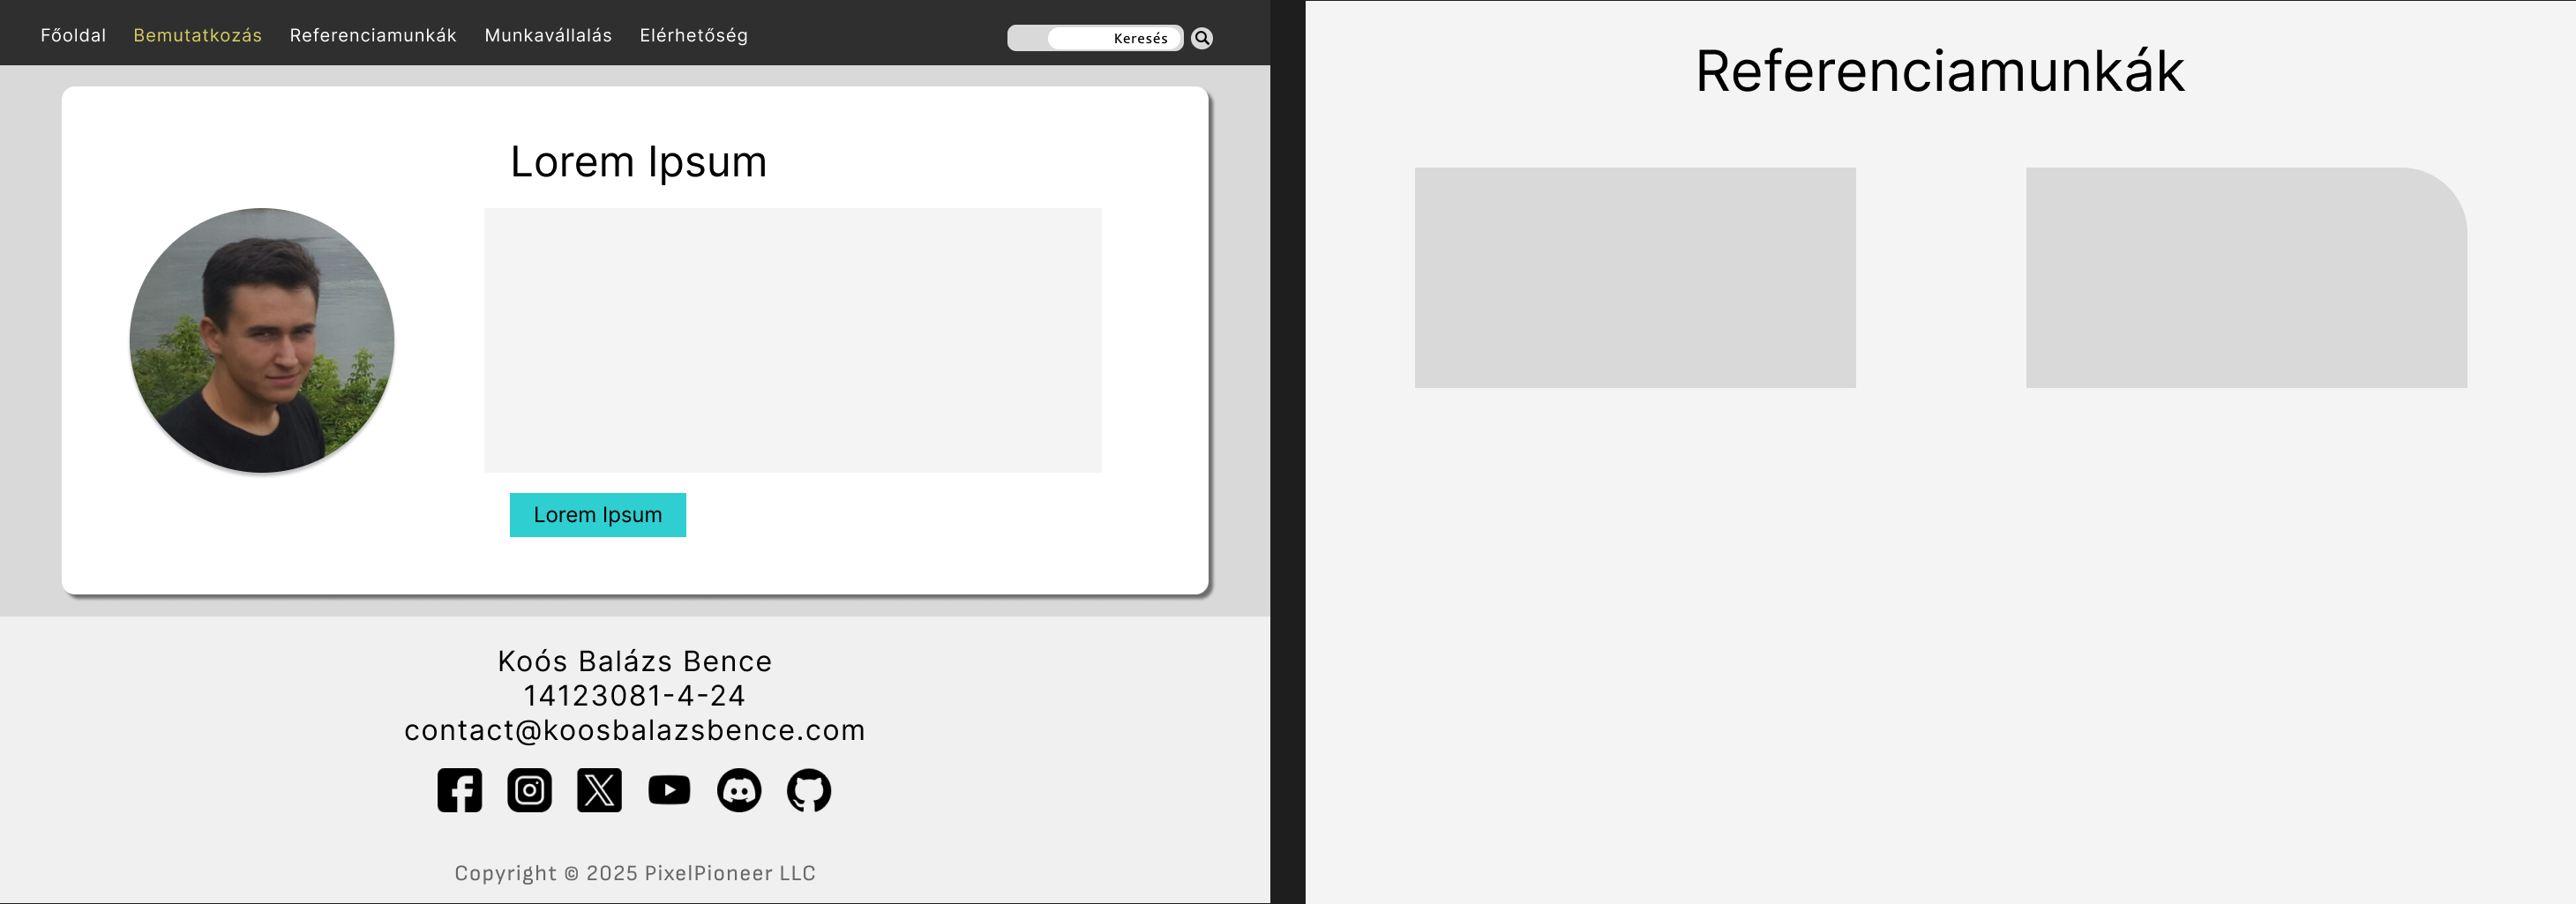 Főoldal Bemutatkozás Referenciamunkák Munkavállalás Elérhetőség Keresés
Lorem Ipsum
Lorem Ipsum
Koós Balázs Bence
14123081-4-24
contact@koosbalazsbence.com
Copyright © 2025 PixelPioneer LLC
Referenciamunkák